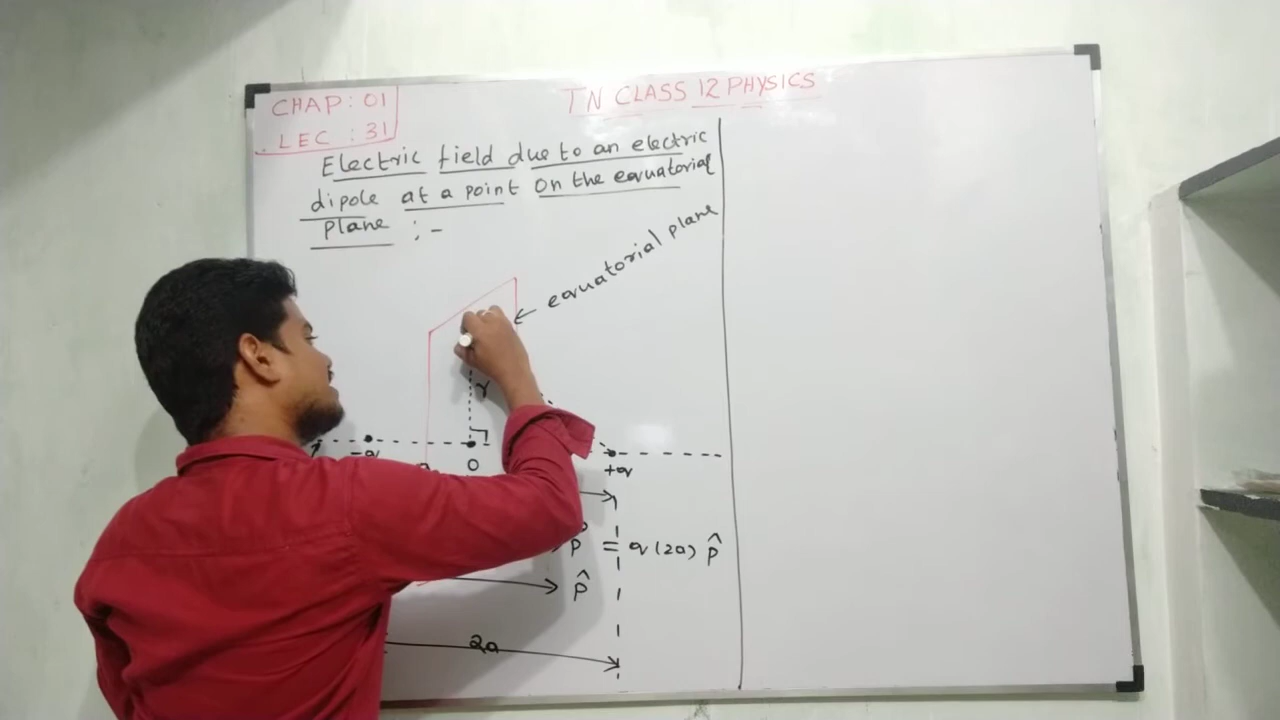 CHAP : 01
LEC : 31
TN CLASS 12 PHYSICS
Electric field due to an electric
dipole at a point on the equatorial
plane :-
equatorial plane
r
-q
O
+q
p = q (2a) p̂
p̂
2a